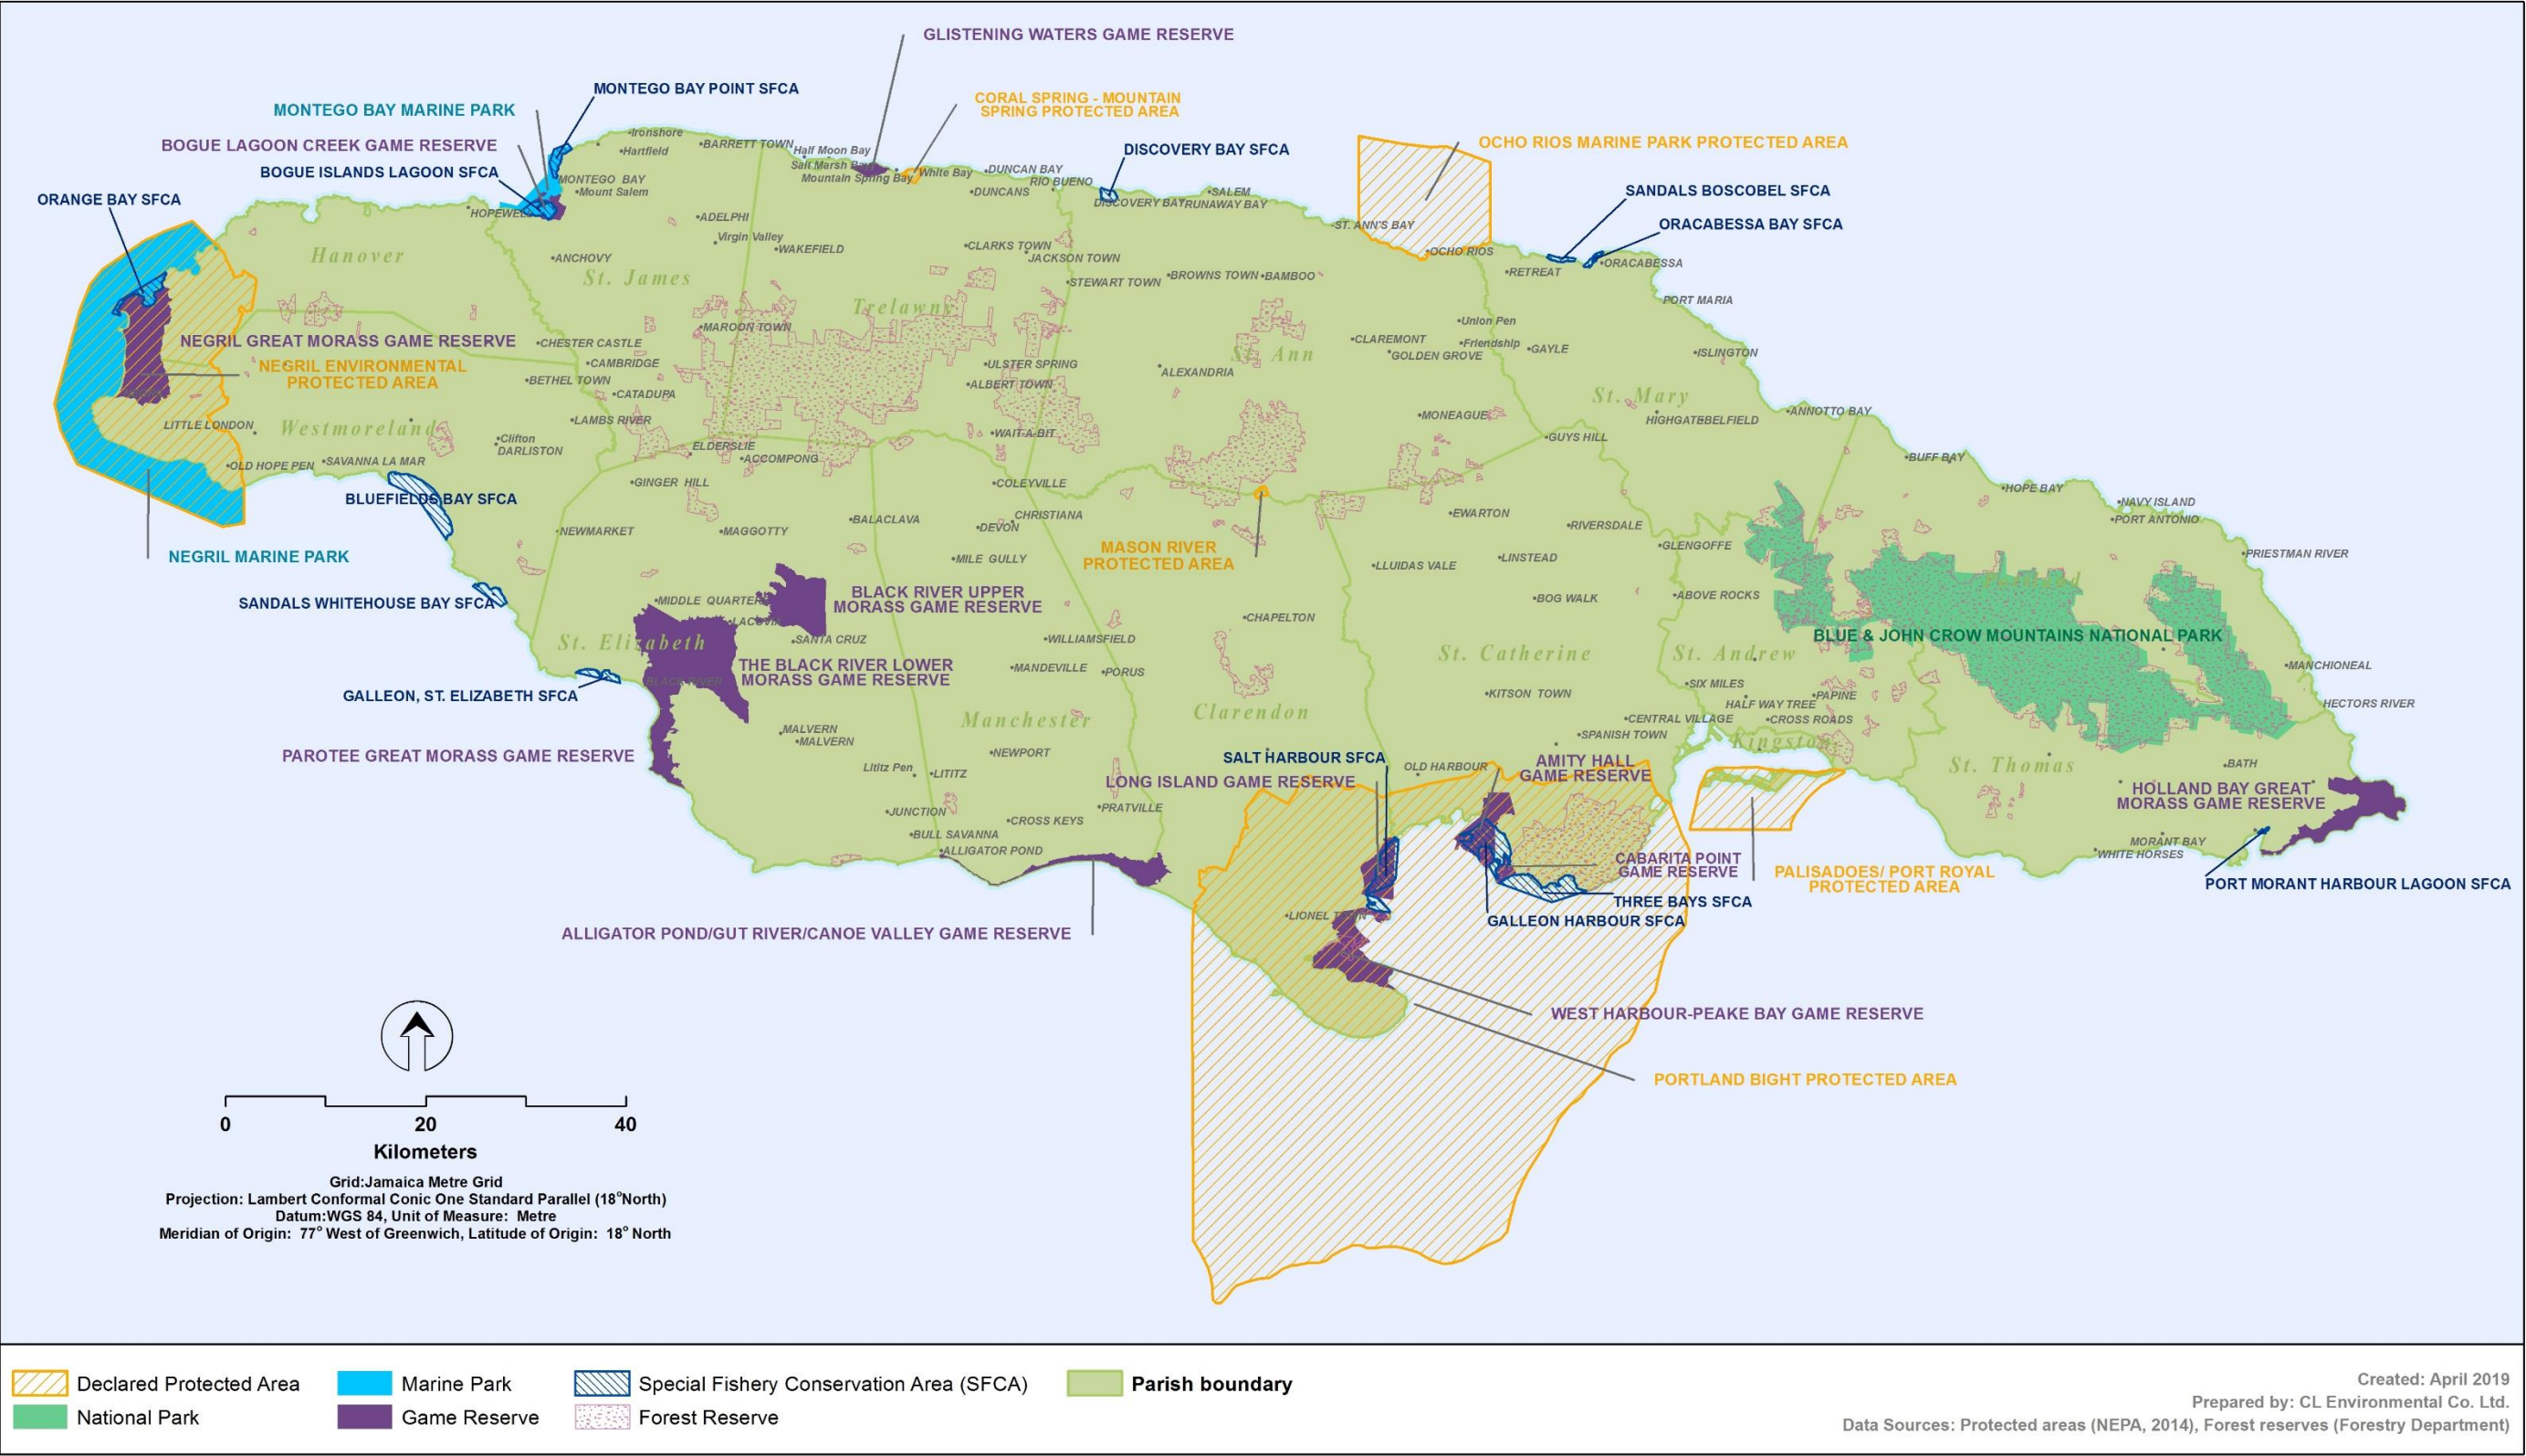 GLISTENING WATERS GAME RESERVE
MONTEGO BAY POINT SFCA
CORAL SPRING - MOUNTAIN
SPRING PROTECTED AREA
MONTEGO BAY MARINE PARK
BOGUE LAGOON CREEK GAME RESERVE
BOGUE ISLANDS LAGOON SFCA
ORANGE BAY SFCA
DISCOVERY BAY SFCA
OCHO RIOS MARINE PARK PROTECTED AREA
SANDALS BOSCOBEL SFCA
ORACABESSA BAY SFCA
Ironshore
Hartfield
BARRETT TOWN
Half Moon Bay
Salt Marsh Bay
Mountain Spring Bay
White Bay
DUNCAN BAY
RIO BUENO
DUNCANS
MONTEGO BAY
Mount Salem
HOPEWELL
ADELPHI
Virgin Valley
WAKEFIELD
DISCOVERY BAY
SALEM
RUNAWAY BAY
ST. ANN'S BAY
OCHO RIOS
RETREAT
ORACABESSA
PORT MARIA
Hanover
ANCHOVY
St. James
CLARKS TOWN
JACKSON TOWN
STEWART TOWN
BROWNS TOWN
BAMBOO
Trelawny
MAROON TOWN
NEGRIL GREAT MORASS GAME RESERVE
NEGRIL ENVIRONMENTAL
PROTECTED AREA
CHESTER CASTLE
CAMBRIDGE
BETHEL TOWN
CATADUPA
LAMBS RIVER
ULSTER SPRING
ALBERT TOWN
ALEXANDRIA
St. Ann
CLAREMONT
GOLDEN GROVE
Union Pen
Friendship
GAYLE
ISLINGTON
St. Mary
MONEAGUE
HIGHGATE
BELFIELD
ANNOTTO BAY
GUYS HILL
LITTLE LONDON
Westmoreland
Clifton
DARLISTON
OLD HOPE PEN
SAVANNA LA MAR
ELDERSLIE
ACCOMPONG
WAIT-A-BIT
BUFF BAY
HOPE BAY
NAVY ISLAND
PORT ANTONIO
BLUEFIELDS BAY SFCA
GINGER HILL
COLEYVILLE
NEWMARKET
MAGGOTTY
BALACLAVA
DEVON
CHRISTIANA
EWARTON
RIVERSDALE
NEGRIL MARINE PARK
MILE GULLY
MASON RIVER
PROTECTED AREA
LLUIDAS VALE
LINSTEAD
GLENGOFFE
PRIESTMAN RIVER
SANDALS WHITEHOUSE BAY SFCA
MIDDLE QUARTERS
LACOVIA
BLACK RIVER UPPER
MORASS GAME RESERVE
CHAPELTON
BOG WALK
ABOVE ROCKS
St. Elizabeth
SANTA CRUZ
WILLIAMSFIELD
BLUE & JOHN CROW MOUNTAINS NATIONAL PARK
THE BLACK RIVER LOWER
MORASS GAME RESERVE
BLACK RIVER
MANDEVILLE
PORUS
St. Catherine
St. Andrew
MANCHIONEAL
GALLEON, ST. ELIZABETH SFCA
KITSON TOWN
SIX MILES
HALF WAY TREE
PAPINE
HECTORS RIVER
Manchester
Clarendon
CENTRAL VILLAGE
CROSS ROADS
SPANISH TOWN
Kingston
MALVERN
MALVERN
NEWPORT
PAROTEE GREAT MORASS GAME RESERVE
SALT HARBOUR SFCA
OLD HARBOUR
AMITY HALL
GAME RESERVE
St. Thomas
BATH
Lititz Pen
LITITZ
LONG ISLAND GAME RESERVE
HOLLAND BAY GREAT
MORASS GAME RESERVE
JUNCTION
CROSS KEYS
PRATVILLE
BULL SAVANNA
ALLIGATOR POND
MORANT BAY
WHITE HORSES
CABARITA POINT
GAME RESERVE
PALISADOES/ PORT ROYAL
PROTECTED AREA
PORT MORANT HARBOUR LAGOON SFCA
THREE BAYS SFCA
LIONEL TOWN
GALLEON HARBOUR SFCA
ALLIGATOR POND/GUT RIVER/CANOE VALLEY GAME RESERVE
WEST HARBOUR-PEAKE BAY GAME RESERVE
PORTLAND BIGHT PROTECTED AREA
0 20 40
Kilometers
Grid:Jamaica Metre Grid
Projection: Lambert Conformal Conic One Standard Parallel (18°North)
Datum:WGS 84, Unit of Measure: Metre
Meridian of Origin: 77° West of Greenwich, Latitude of Origin: 18° North
Declared Protected Area
Marine Park
Special Fishery Conservation Area (SFCA)
Parish boundary
National Park
Game Reserve
Forest Reserve
Created: April 2019
Prepared by: CL Environmental Co. Ltd.
Data Sources: Protected areas (NEPA, 2014), Forest reserves (Forestry Department)